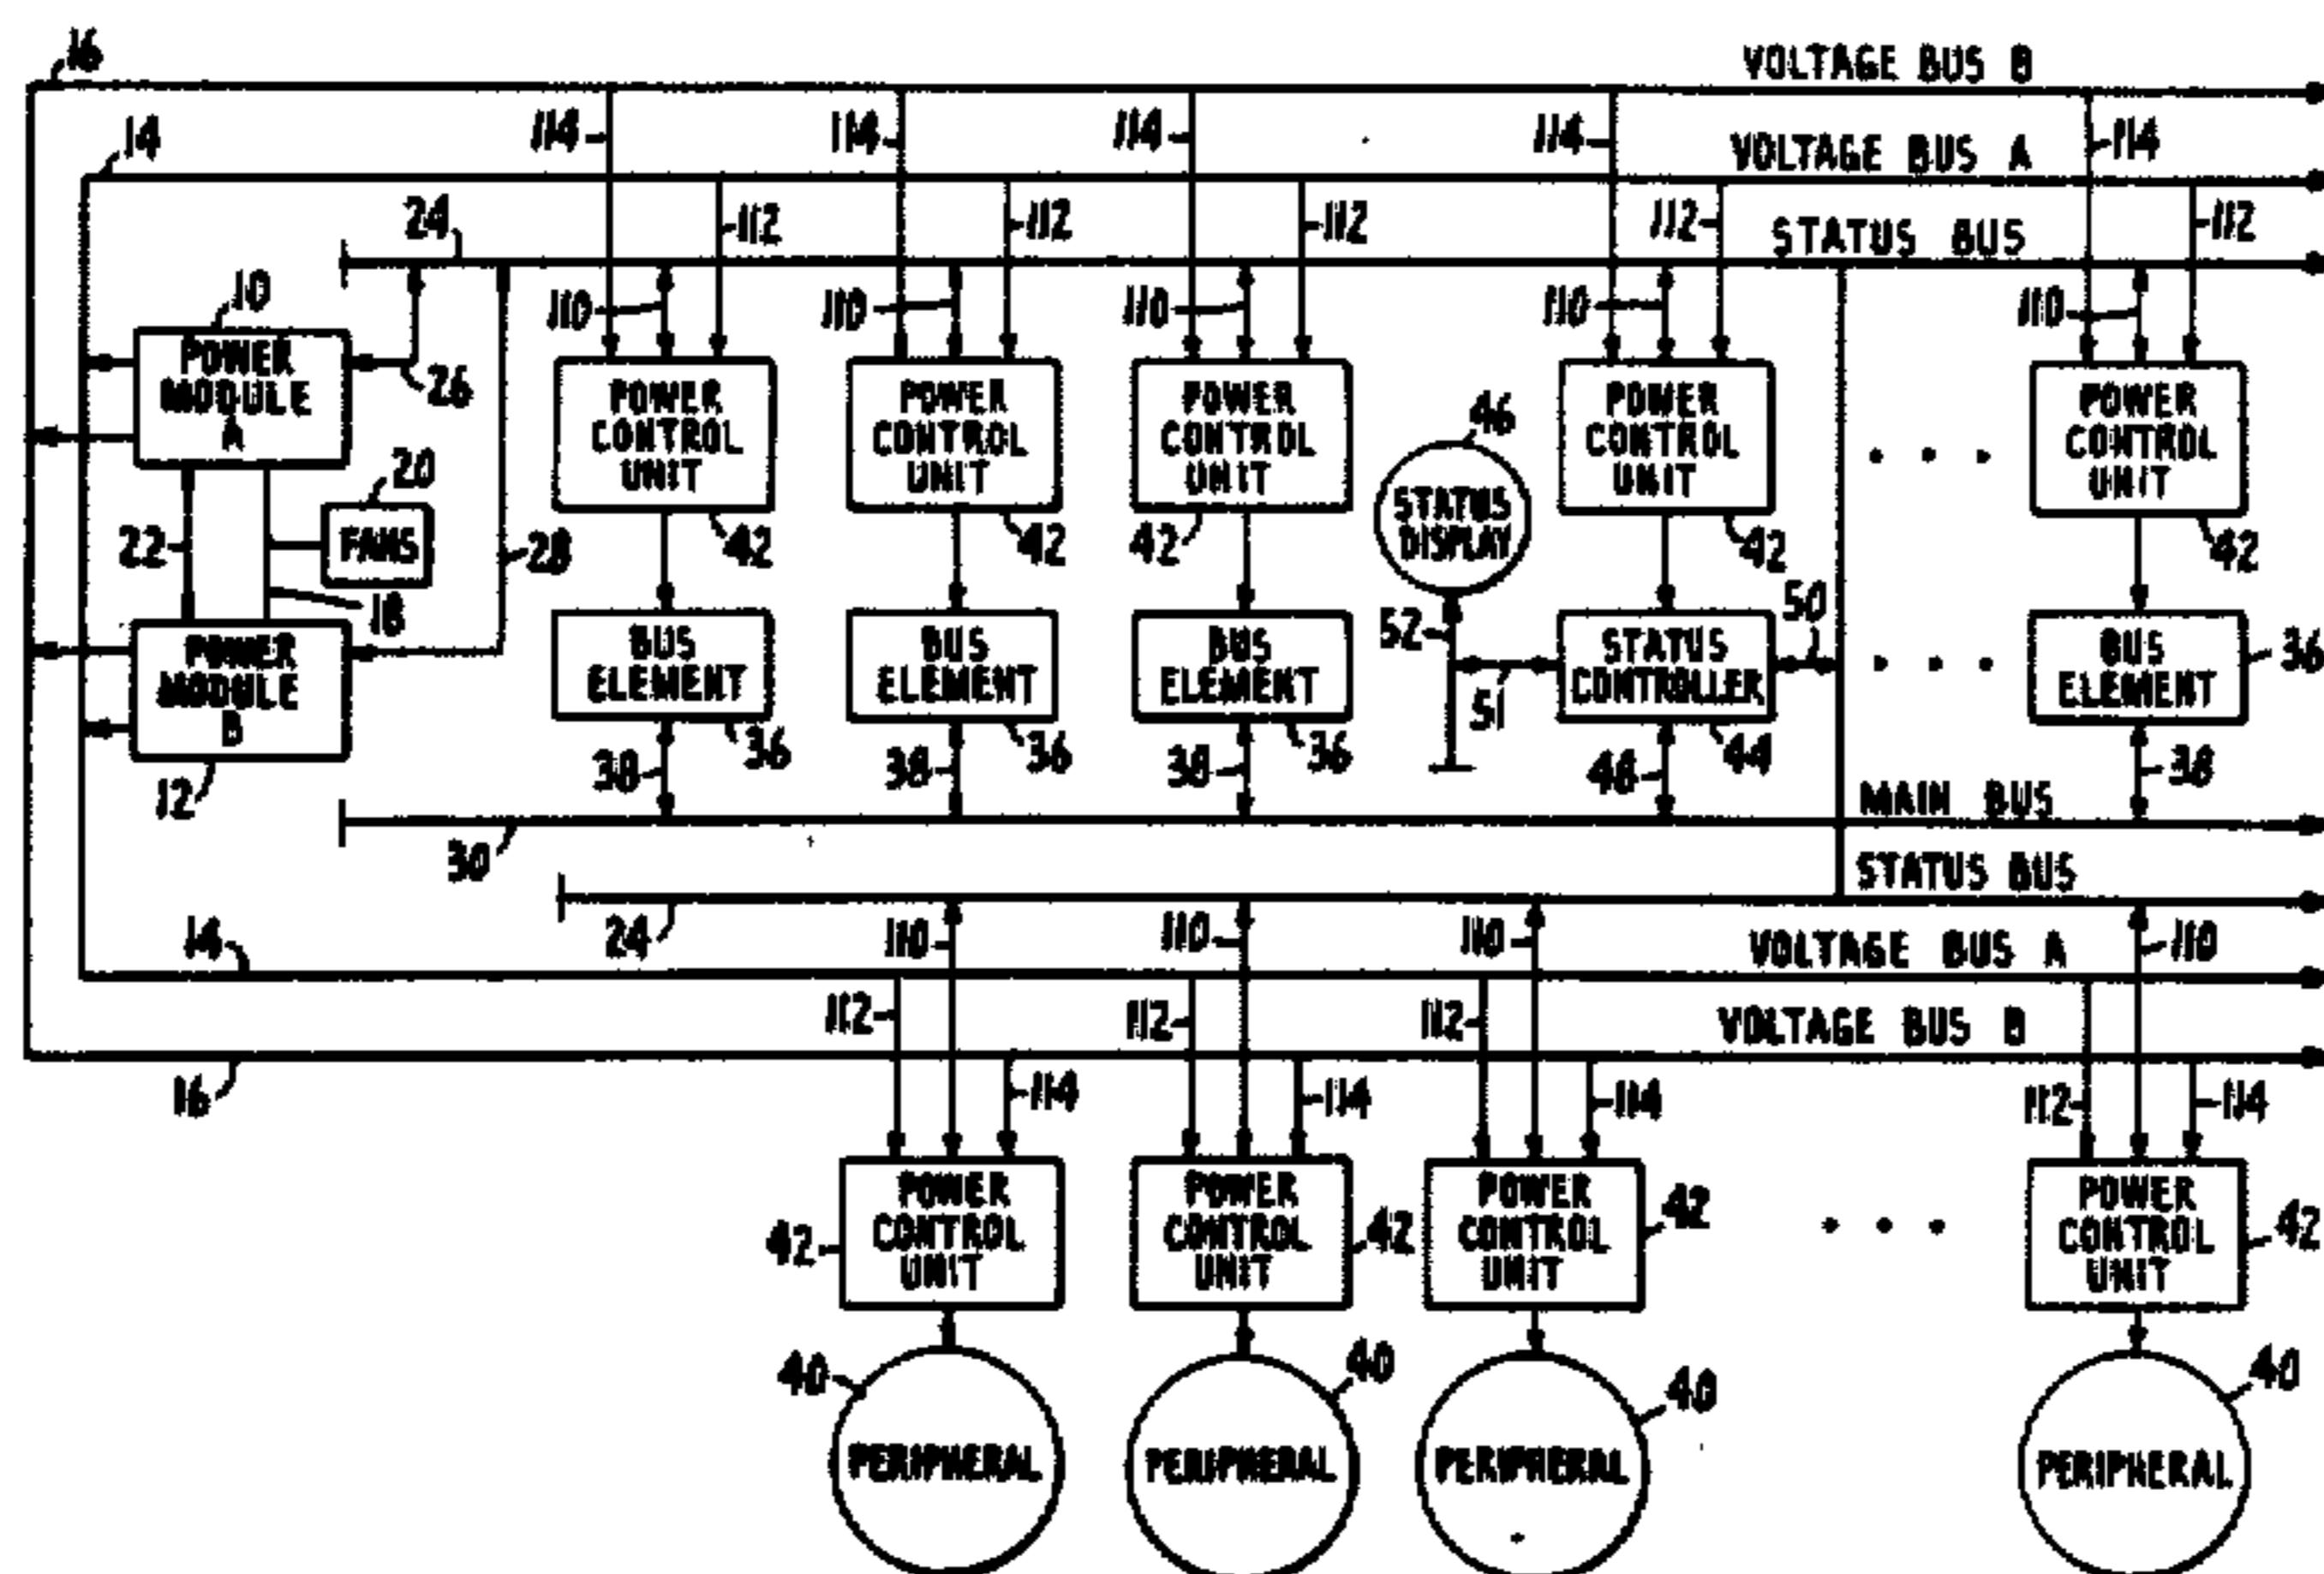 16
VOLTAGE BUS B
14
114
114
114
114
VOLTAGE BUS A
114
24
112
112
112
112
STATUS BUS
112
10
110
110
110
110
110
POWER
MODULE
A
26
POWER
CONTROL
UNIT
POWER
CONTROL
UNIT
POWER
CONTROL
UNIT
46
STATUS
DISPLAY
POWER
CONTROL
UNIT
POWER
CONTROL
UNIT
20
FANS
22
28
42
42
42
42
42
18
50
52
POWER
MODULE
B
BUS
ELEMENT
BUS
ELEMENT
BUS
ELEMENT
STATUS
CONTROLLER
BUS
ELEMENT
36
51
12
38
36
38
36
38
36
48
44
38
MAIN BUS
30
STATUS BUS
14
24
110
110
110
VOLTAGE BUS A
110
112
112
112
VOLTAGE BUS B
16
114
114
114
112
114
POWER
CONTROL
UNIT
POWER
CONTROL
UNIT
POWER
CONTROL
UNIT
POWER
CONTROL
UNIT
42
42
42
42
40
40
40
40
PERIPHERAL
PERIPHERAL
PERIPHERAL
PERIPHERAL